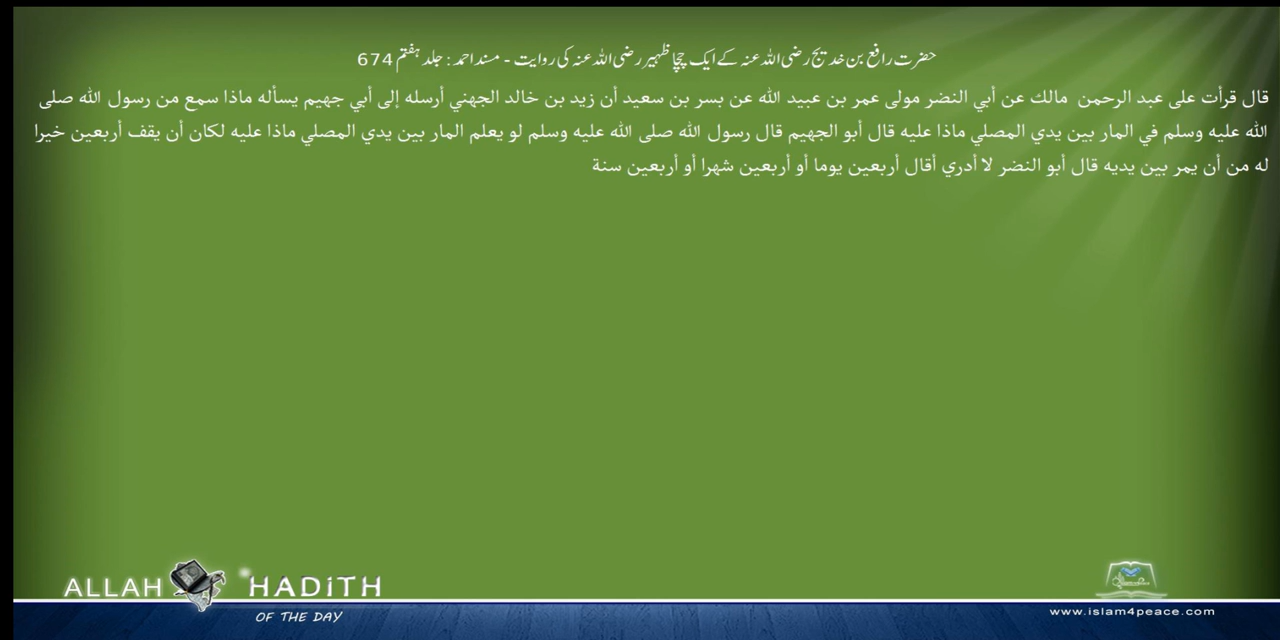 حضرت رافع بن خدیج رضی اللہ عنہ کے ایک چچا ظہیر رضی اللہ عنہ کی روایت - مسند احمد : جلد ہفتم 674
قال قرأت على عبد الرحمن مالك عن أبي النضر مولى عمر بن عبيد الله عن بسر بن سعيد أن زيد بن خالد الجهني أرسله إلى أبي جهيم يسأله ماذا سمع من رسول الله صلى
الله عليه وسلم في المار بين يدي المصلي ماذا عليه قال أبو الجهيم قال رسول الله صلى الله عليه وسلم لو يعلم المار بين يدي المصلي ماذا عليه لكان أن يقف أربعين خيرا
له من أن يمر بين يديه قال أبو النضر لا أدري أقال أربعين يوما أو أربعين شهرا أو أربعين سنة
ALLAH HADiTH
OF THE DAY
www.islam4peace.com